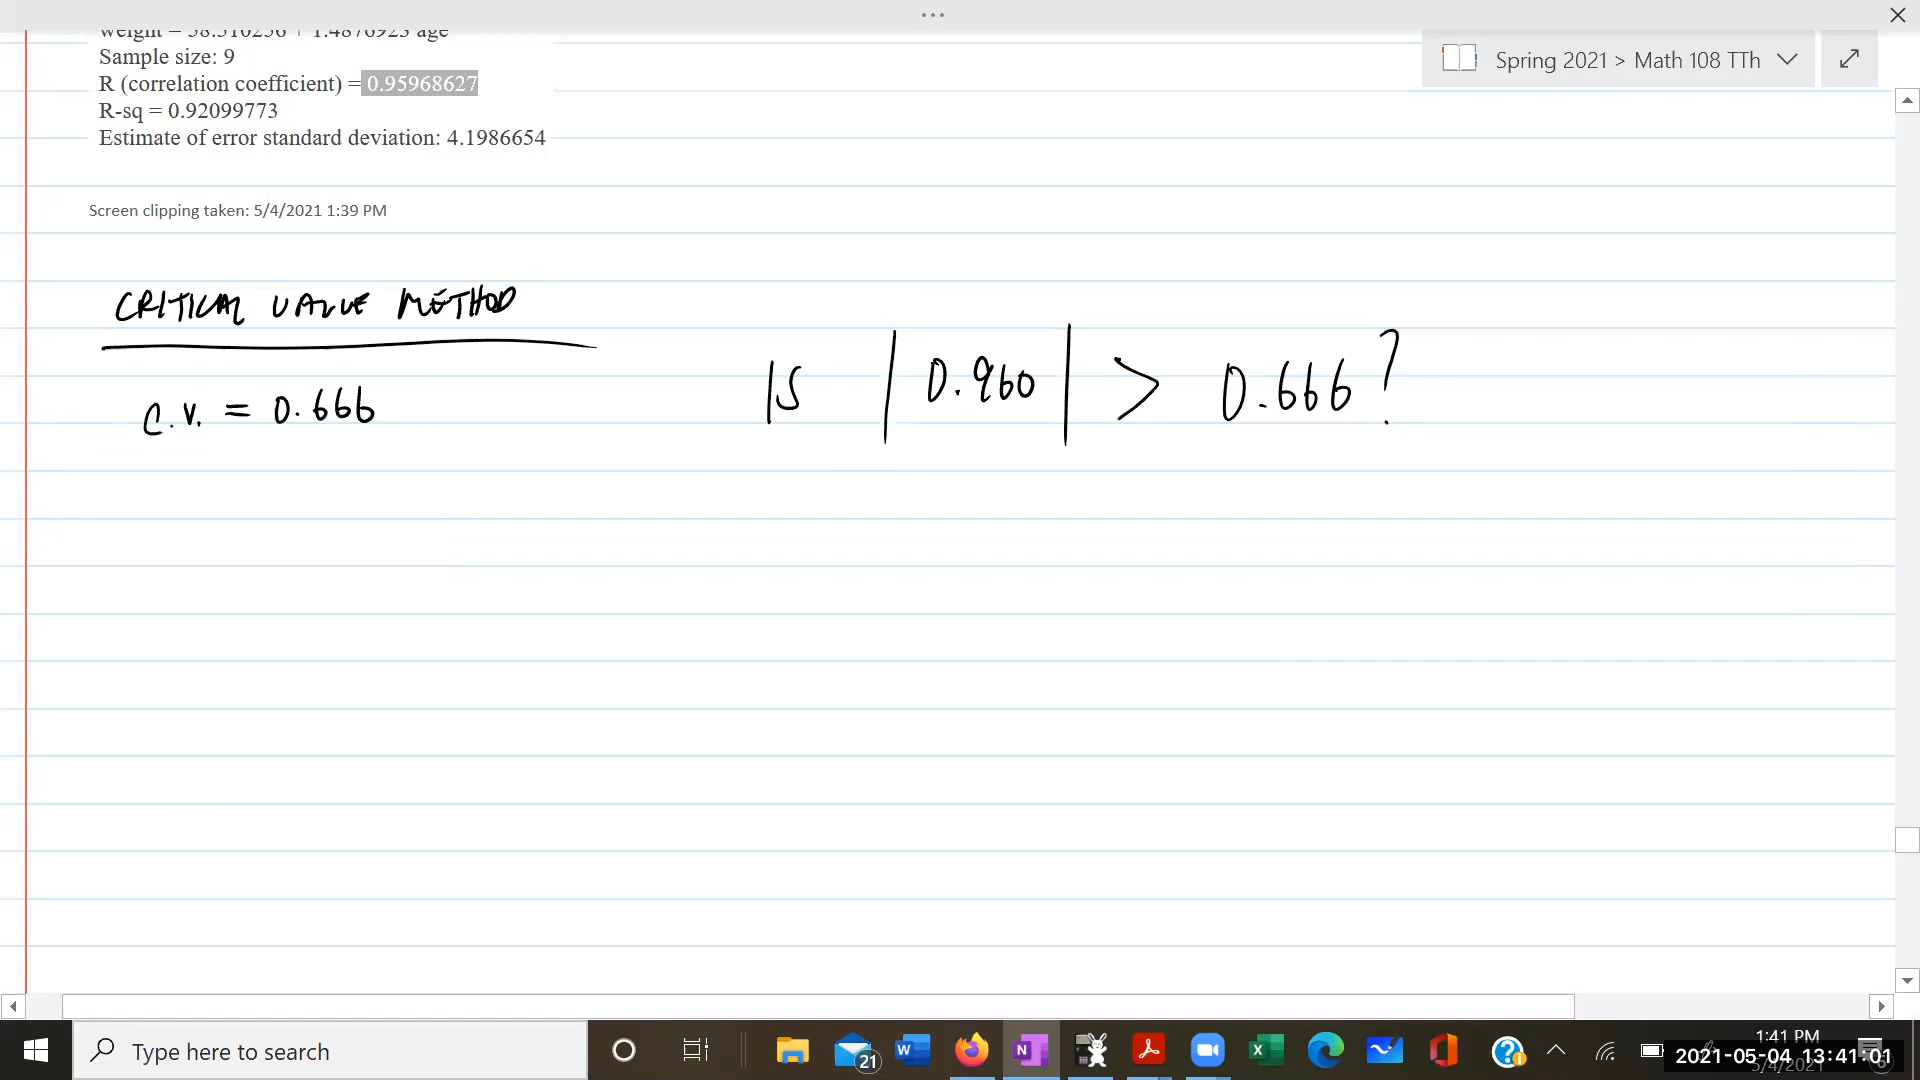 Spring 2021 > Math 108 TTh
Sample size: 9
R (correlation coefficient) = 0.95968627
R-sq = 0.92099773
Estimate of error standard deviation: 4.1986654
Screen clipping taken: 5/4/2021 1:39 PM
CRITICAL VALUE METHOD
C.V. = 0.666
IS |0.960| > 0.666?
Type here to search
21
1:41 PM
2021-05-04 13:41:01